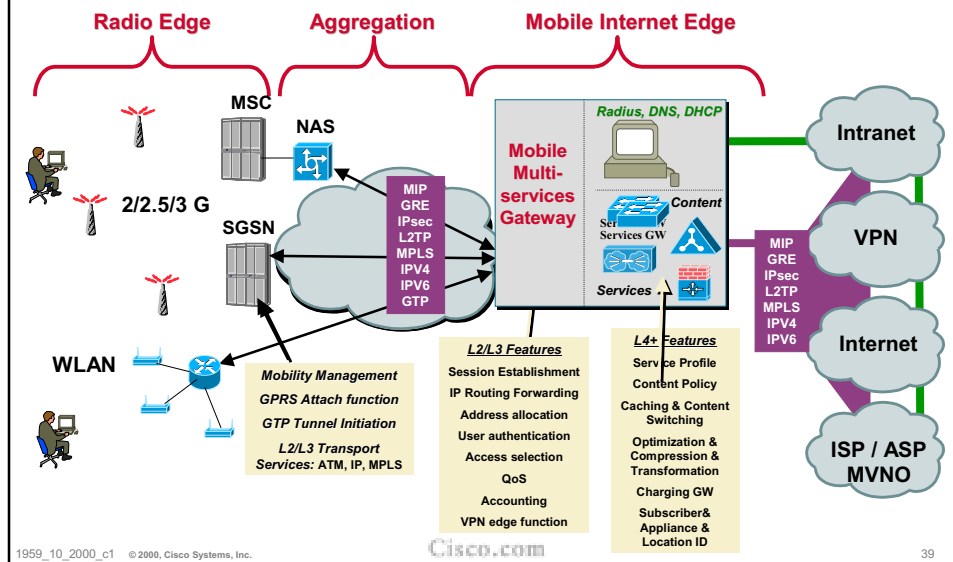 Radio Edge
Aggregation
Mobile Internet Edge
MSC
NAS
2/2.5/3 G
SGSN
WLAN
MIP
GRE
IPsec
L2TP
MPLS
IPV4
IPV6
GTP
Mobile
Multi-
services
Gateway
Radius, DNS, DHCP
Content
Services GW
Services
Intranet
VPN
Internet
ISP / ASP
MVNO
MIP
GRE
IPsec
L2TP
MPLS
IPV4
IPV6
Mobility Management
GPRS Attach function
GTP Tunnel Initiation
L2/L3 Transport
Services: ATM, IP, MPLS
L2/L3 Features
Session Establishment
IP Routing Forwarding
Address allocation
User authentication
Access selection
QoS
Accounting
VPN edge function
L4+ Features
Service Profile
Content Policy
Caching & Content
Switching
Optimization &
Compression &
Transformation
Charging GW
Subscriber&
Appliance &
Location ID
1959_10_2000_c1 © 2000, Cisco Systems, Inc.
Cisco.com
39